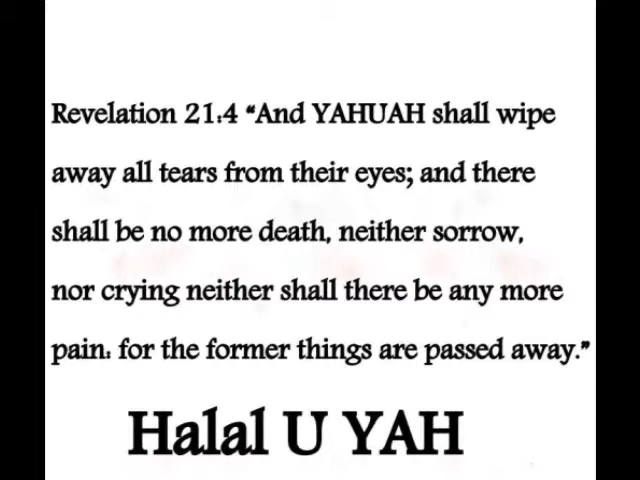 Revelation 21:4 “And YAHUAH shall wipe
away all tears from their eyes; and there
shall be no more death, neither sorrow,
nor crying neither shall there be any more
pain: for the former things are passed away.”
Halal U YAH